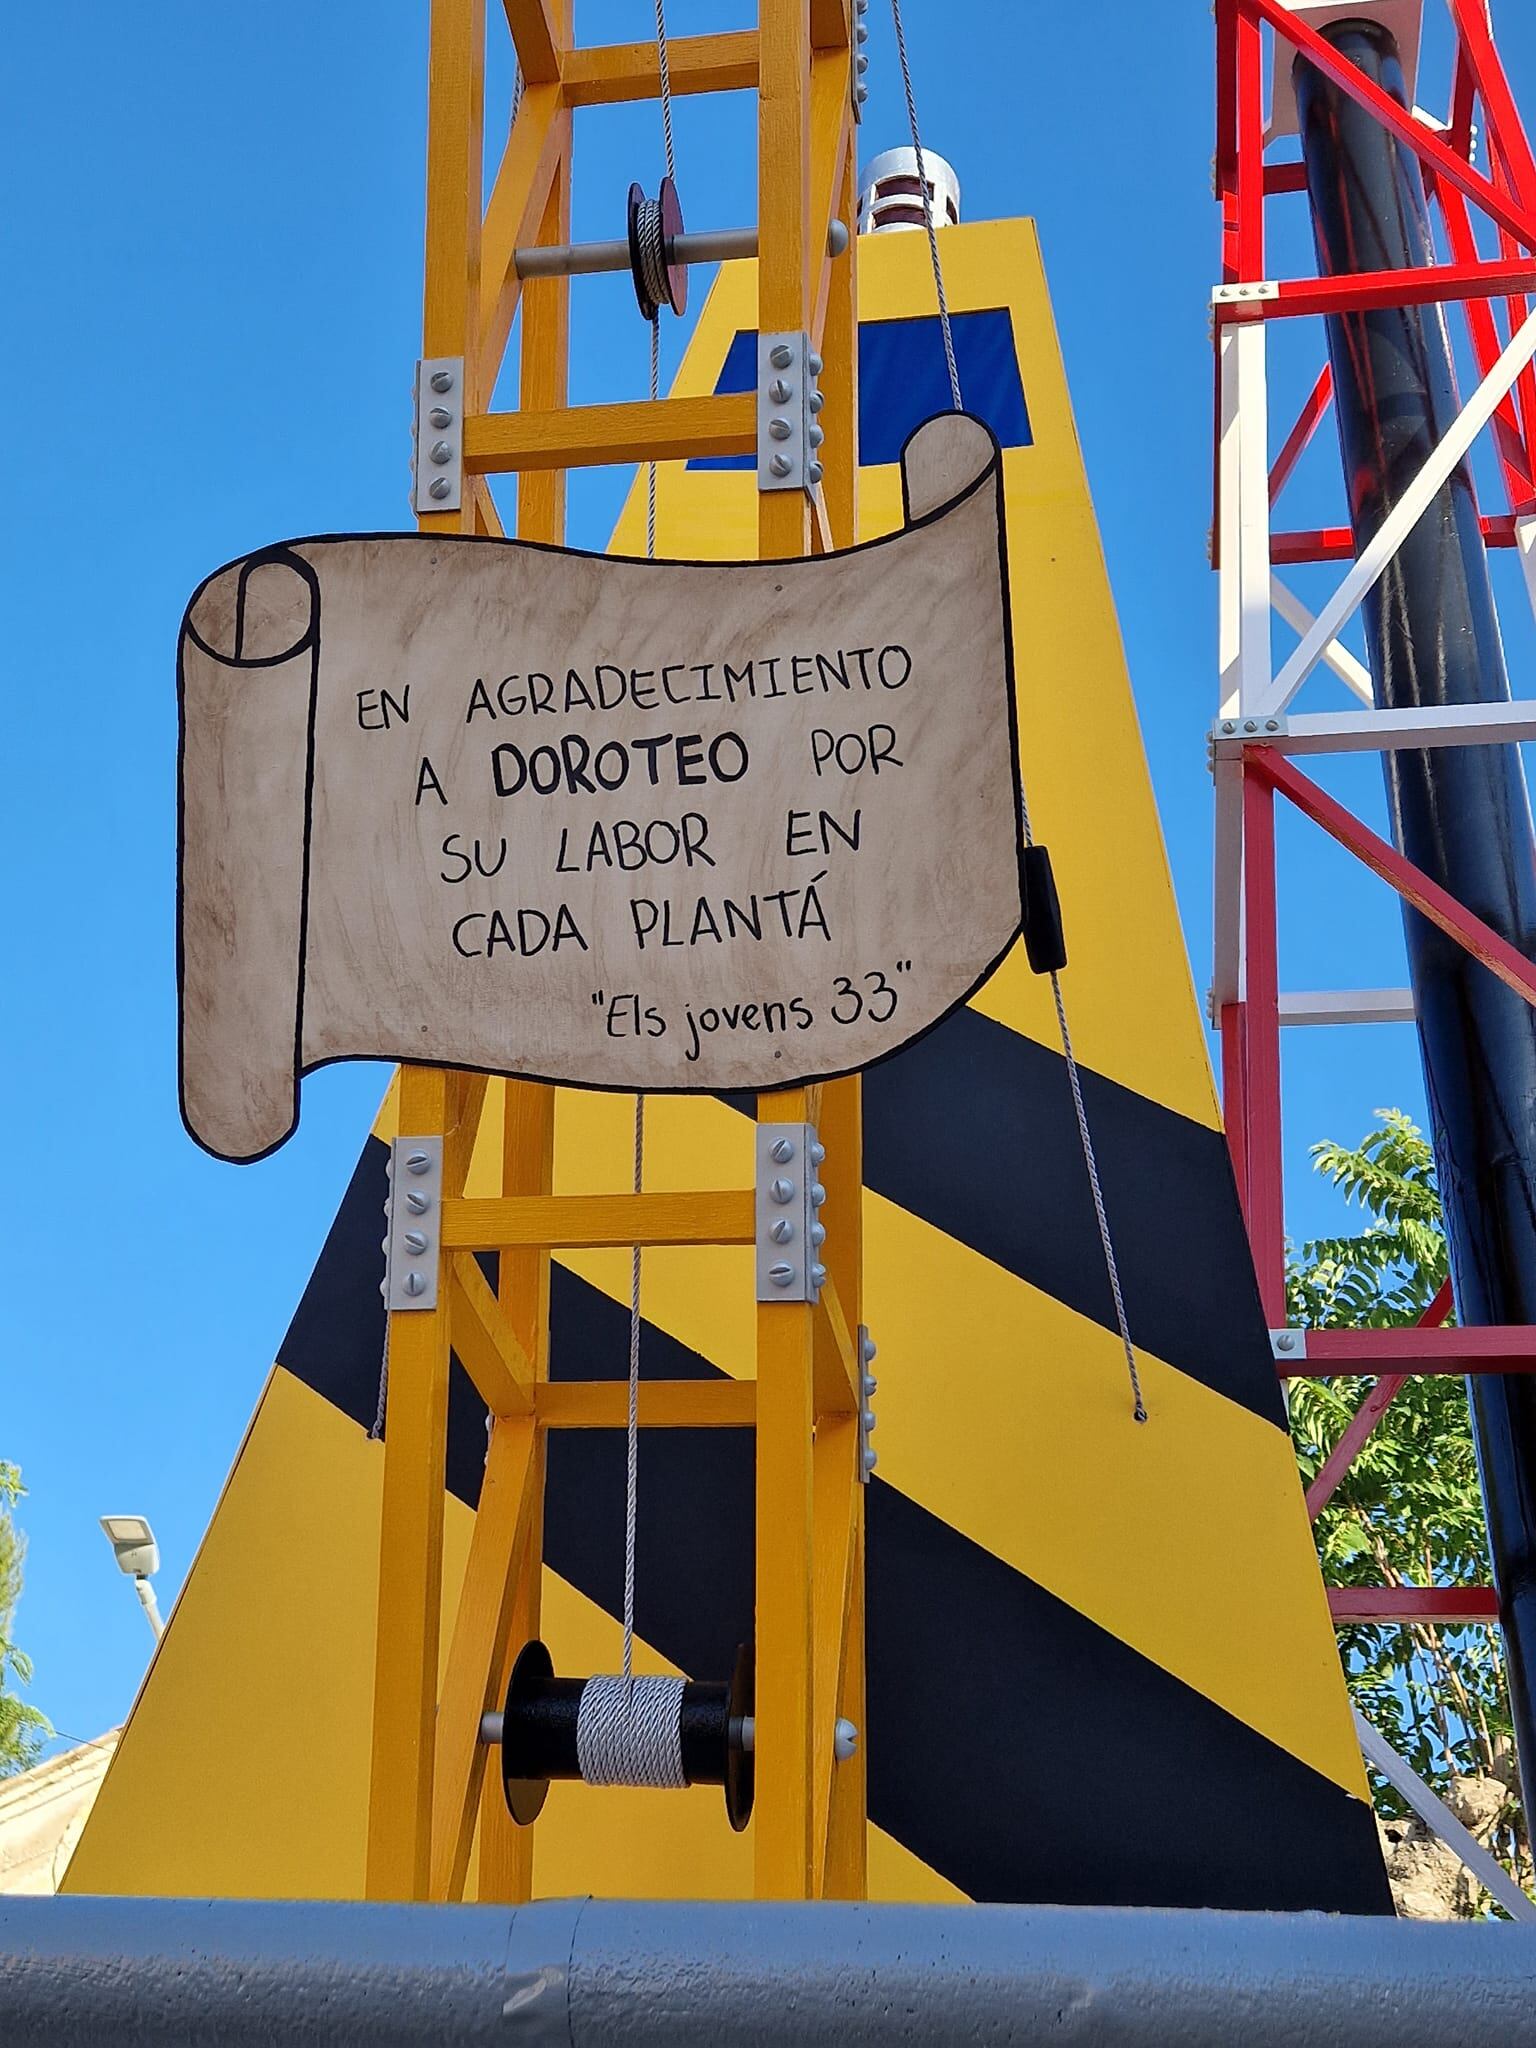 EN AGRADECIMIENTO
A DOROTEO POR
SU LABOR EN
CADA PLANTÁ
"Els jovens 33"